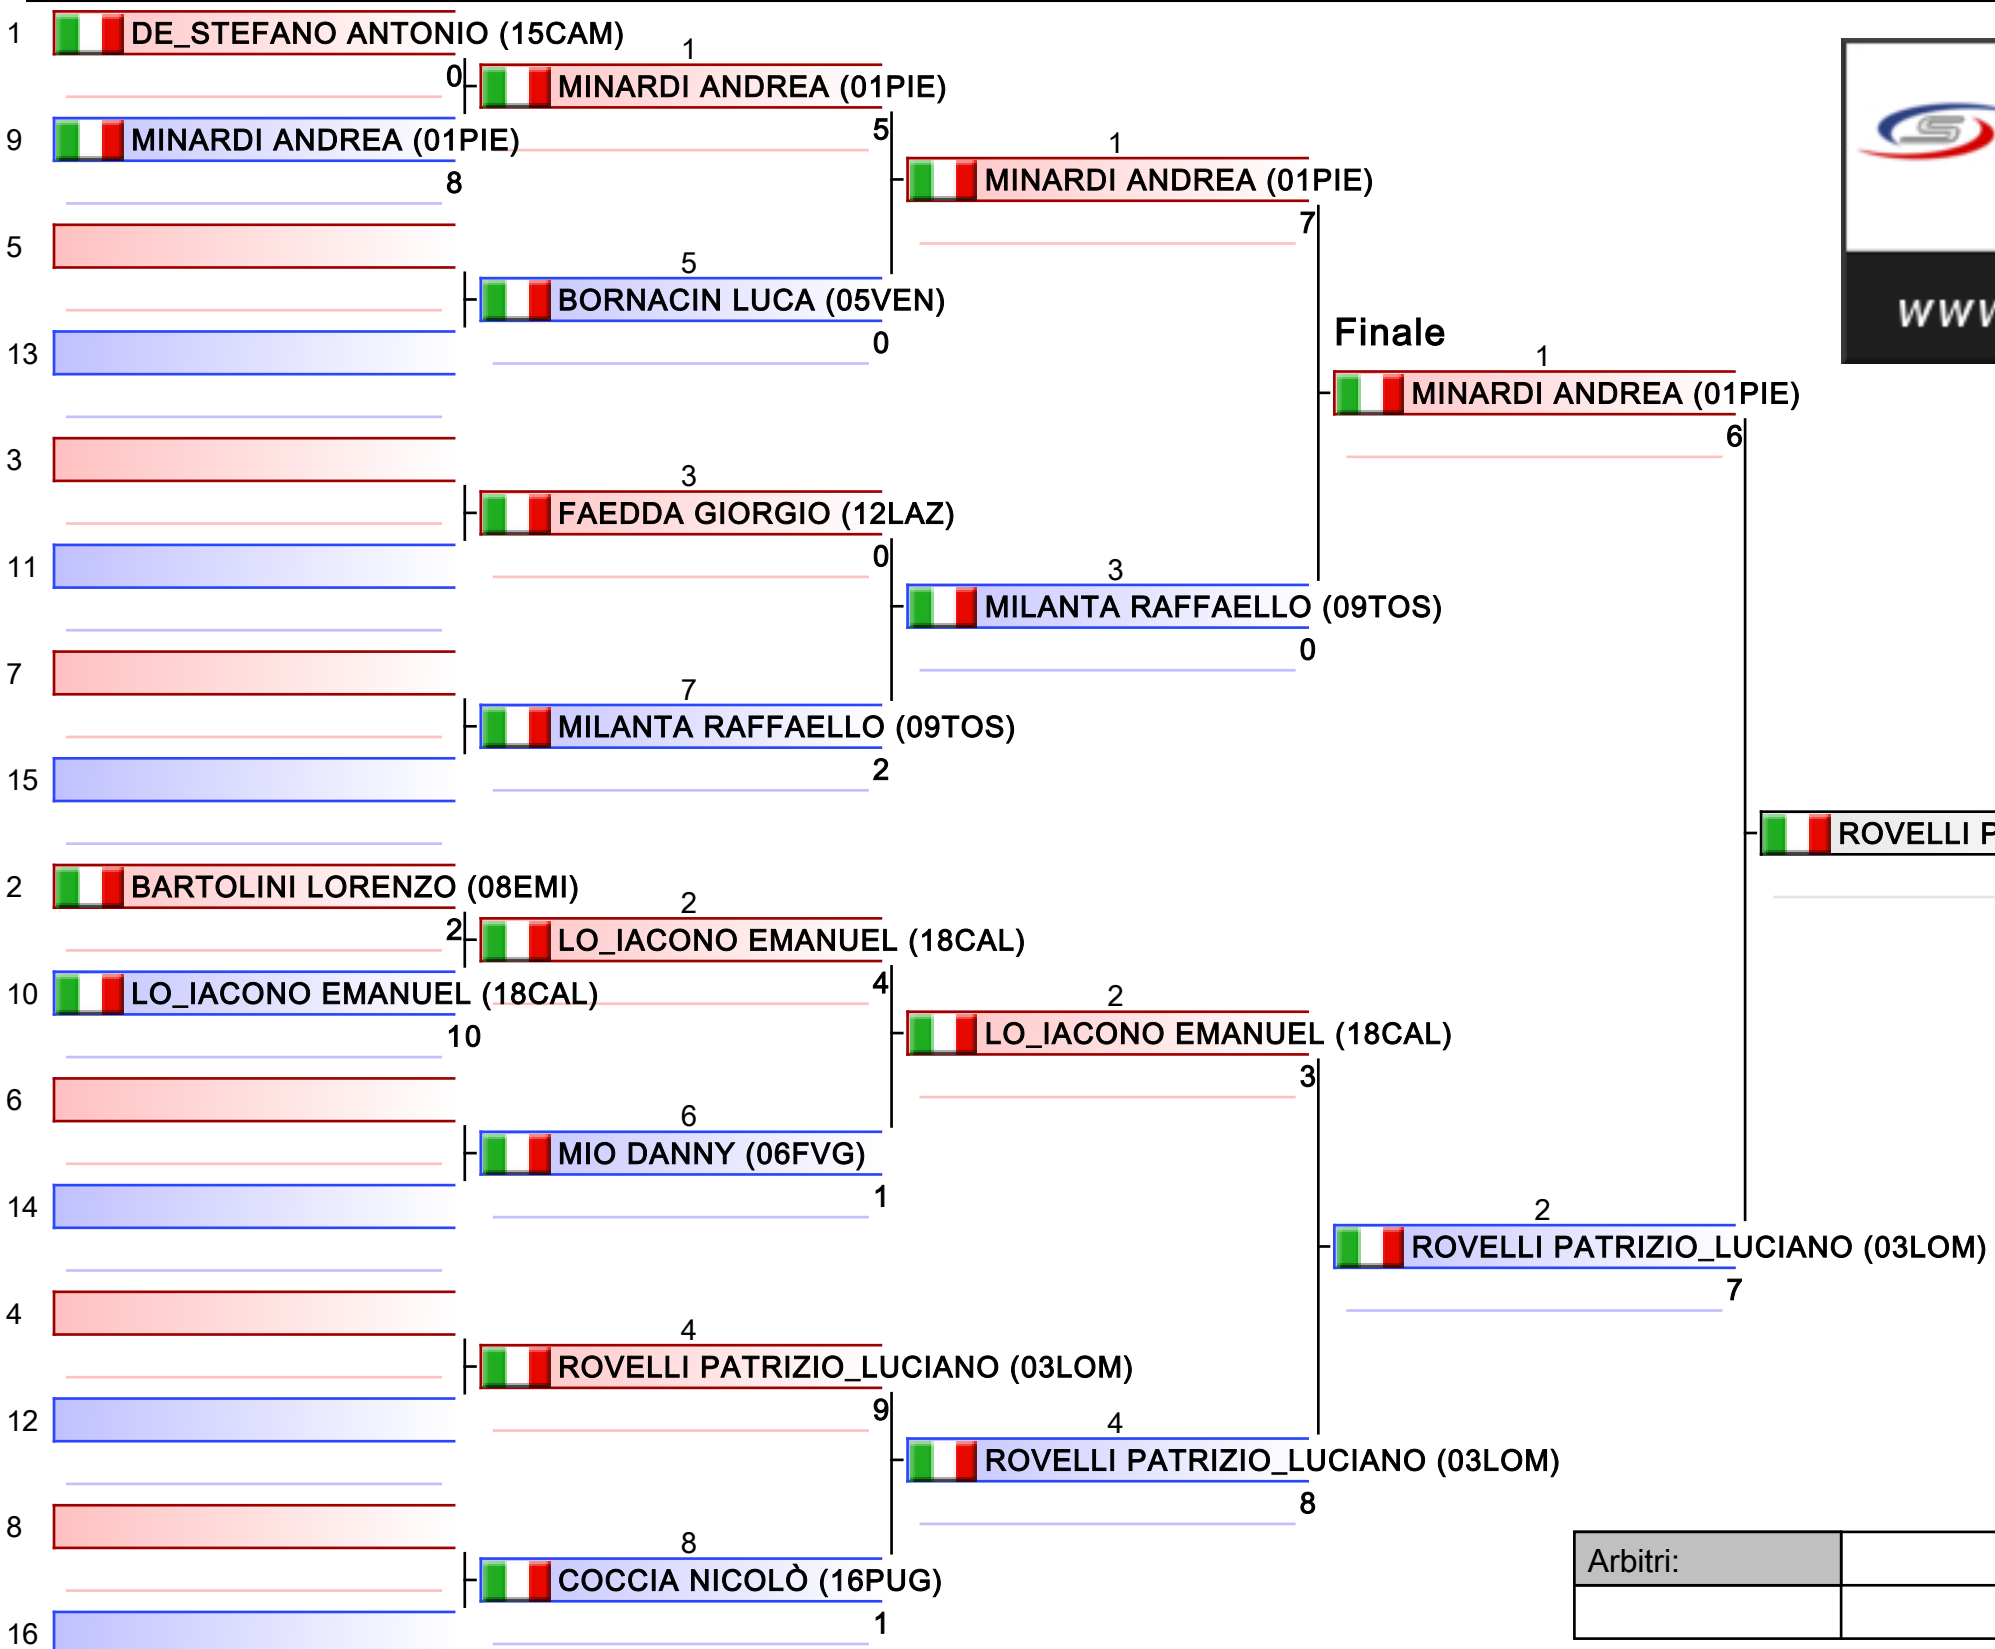 1 DE_STEFANO ANTONIO (15CAM)
0
9 MINARDI ANDREA (01PIE)
8
5
13
3
11
7
15
2 BARTOLINI LORENZO (08EMI)
2
10 LO_IACONO EMANUEL (18CAL)
10
6
14
4
12
8
16
1
MINARDI ANDREA (01PIE)
5
5
BORNACIN LUCA (05VEN)
0
3
FAEDDA GIORGIO (12LAZ)
0
7
MILANTA RAFFAELLO (09TOS)
2
2
LO_IACONO EMANUEL (18CAL)
4
6
MIO DANNY (06FVG)
1
4
ROVELLI PATRIZIO_LUCIANO (03LOM)
9
8
COCCIA NICOLÒ (16PUG)
1
1
MINARDI ANDREA (01PIE)
7
3
MILANTA RAFFAELLO (09TOS)
0
2
LO_IACONO EMANUEL (18CAL)
3
4
ROVELLI PATRIZIO_LUCIANO (03LOM)
8
Finale
1
MINARDI ANDREA (01PIE)
6
2
ROVELLI PATRIZIO_LUCIANO (03LOM)
7
ROVELLI P
S
www
Arbitri: